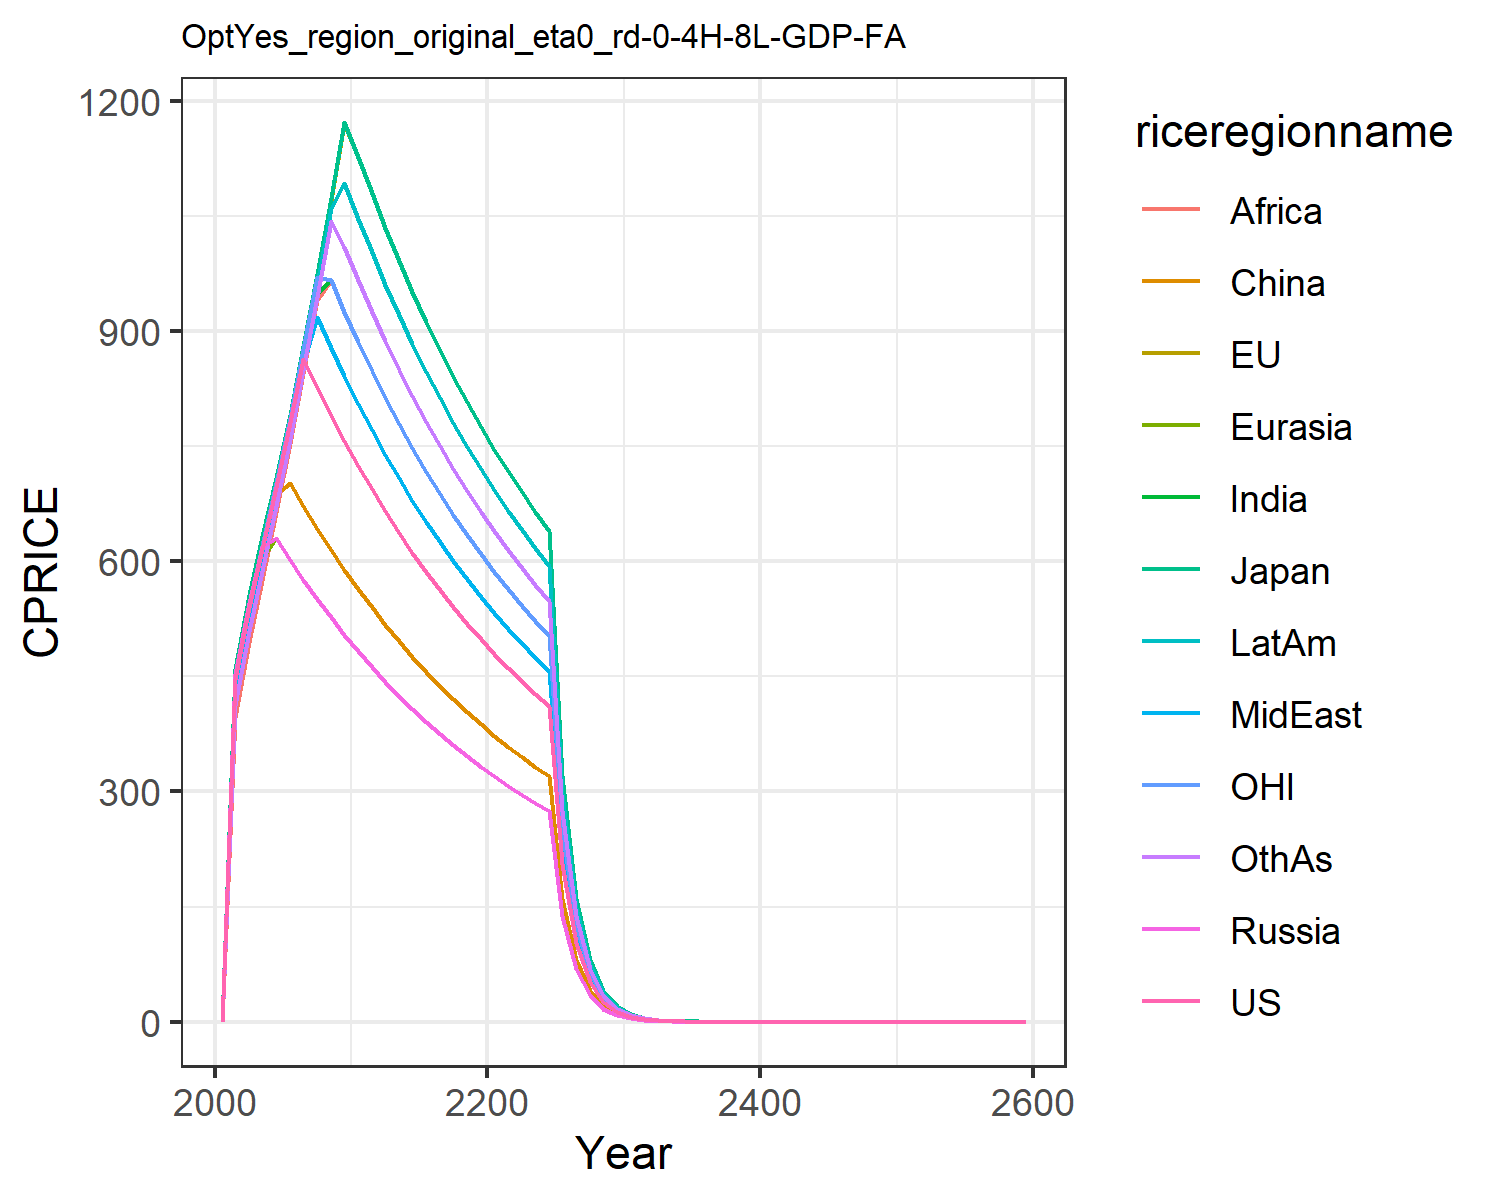 OptYes_region_original_eta0_rd-0-4H-8L-GDP-FA
1200
900
600
300
0
CPRICE
2000 2200 2400 2600
Year
riceregionname
Africa
China
EU
Eurasia
India
Japan
LatAm
MidEast
OHI
OthAs
Russia
US